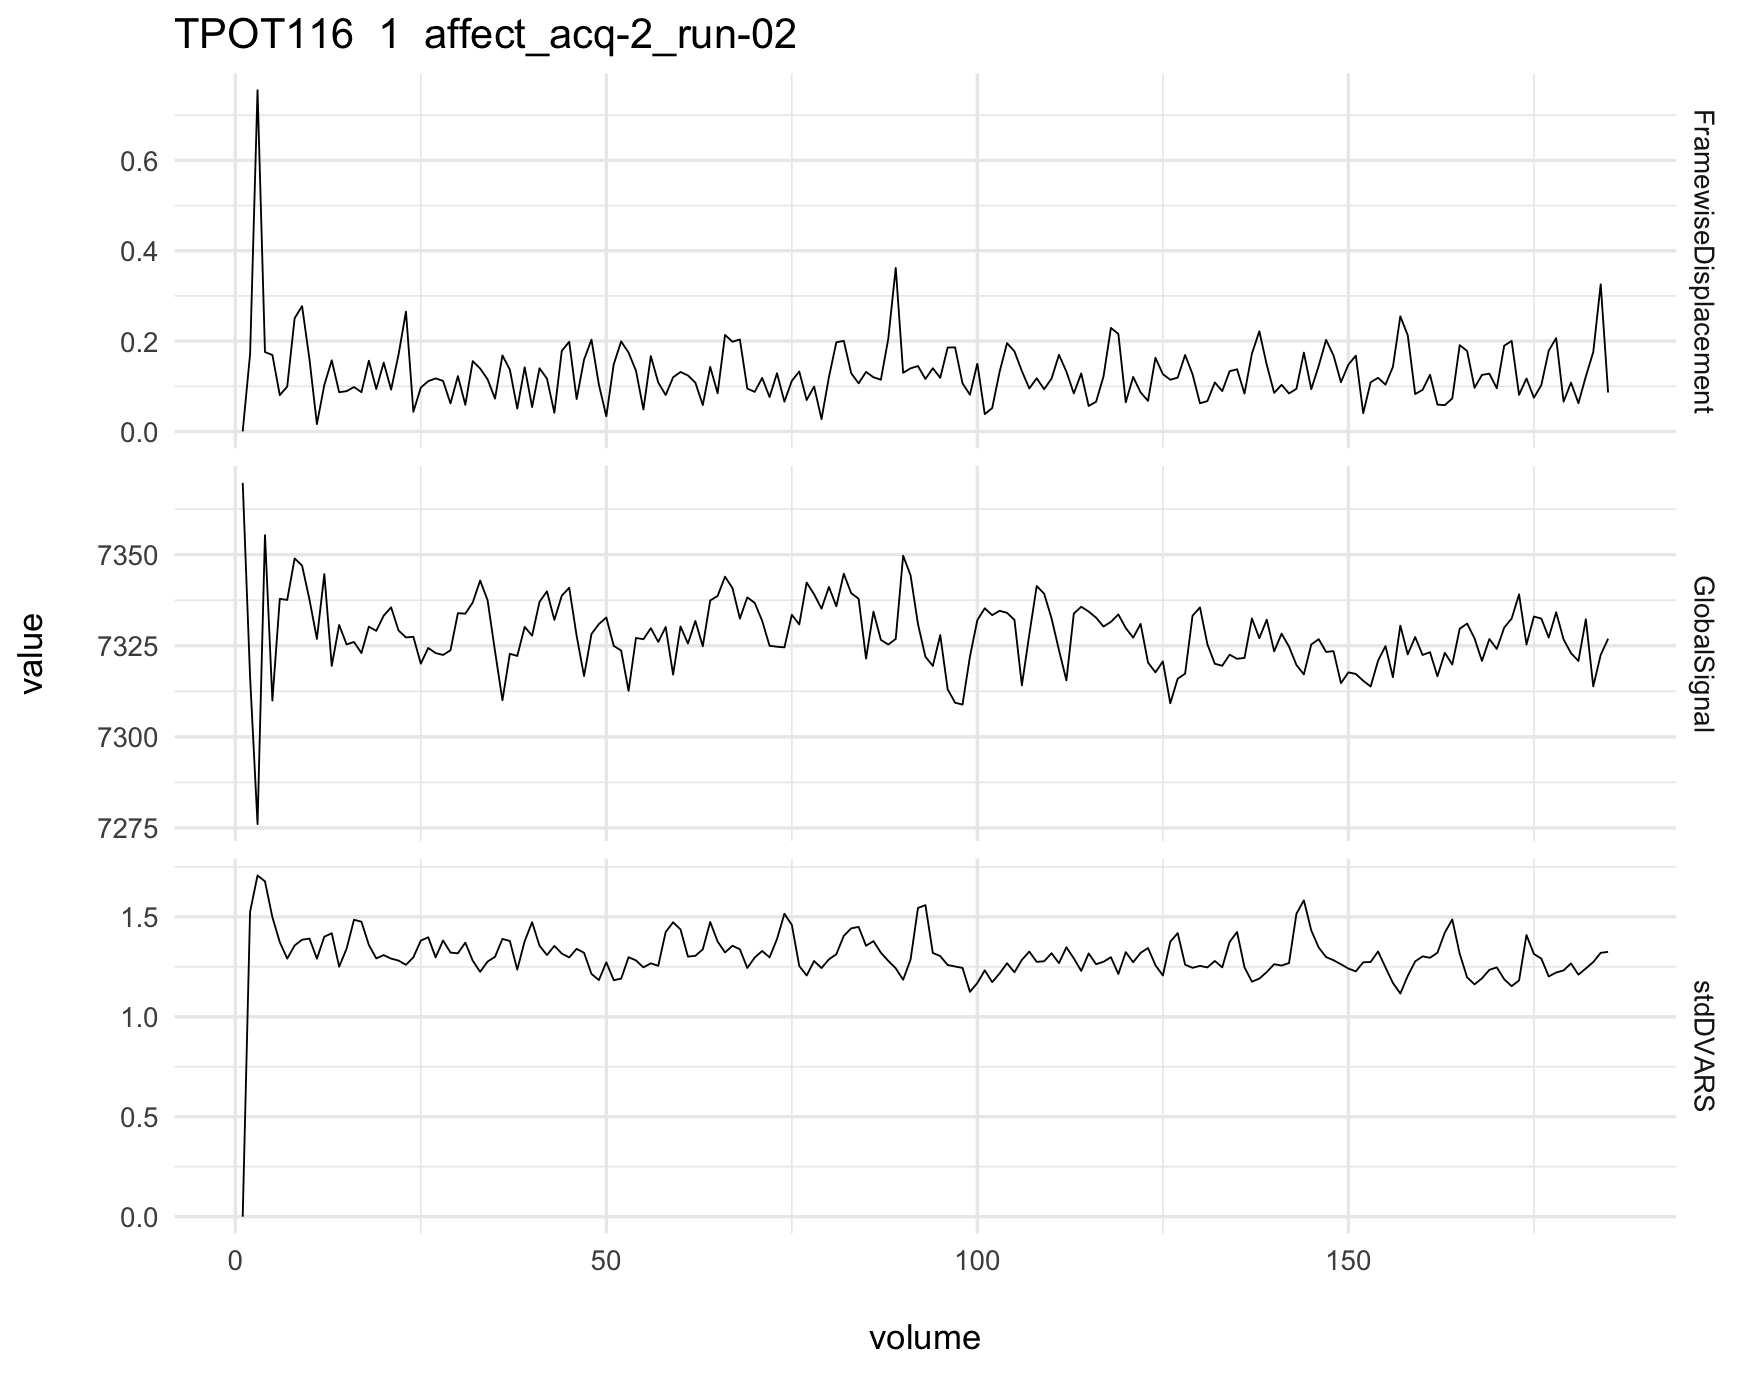 TPOT116  1  affect_acq-2_run-02
value
0.6
0.4
0.2
0.0
FramewiseDisplacement
7350
7325
7300
7275
GlobalSignal
1.5
1.0
0.5
0.0
stdDVARS
0 50 100 150
volume